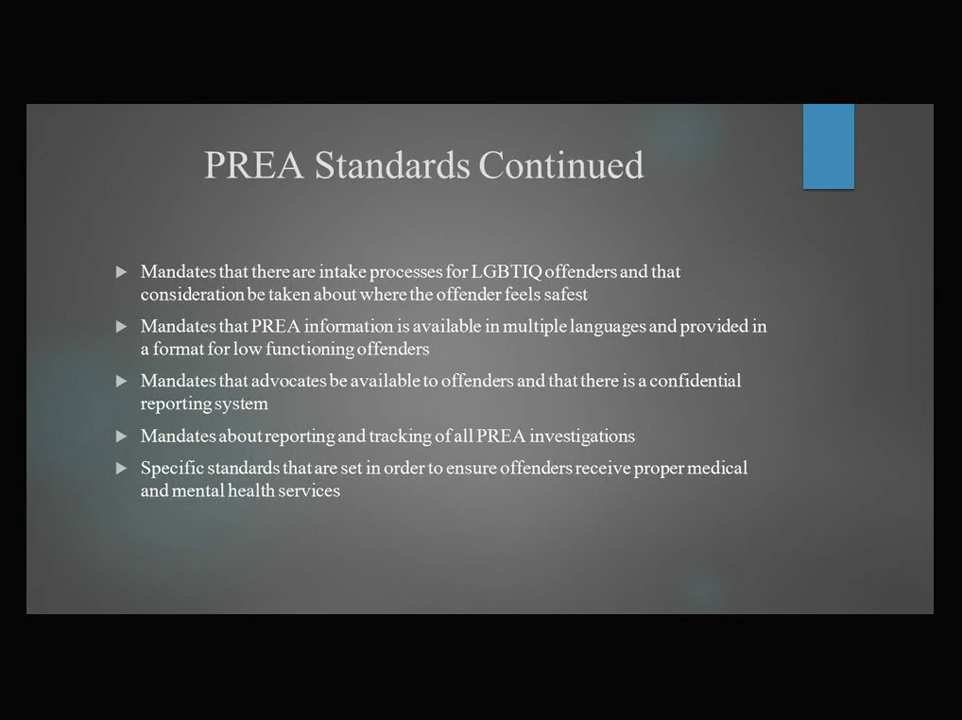 PREA Standards Continued
Mandates that there are intake processes for LGBTIQ offenders and that
consideration be taken about where the offender feels safest
Mandates that PREA information is available in multiple languages and provided in
a format for low functioning offenders
Mandates that advocates be available to offenders and that there is a confidential
reporting system
Mandates about reporting and tracking of all PREA investigations
Specific standards that are set in order to ensure offenders receive proper medical
and mental health services